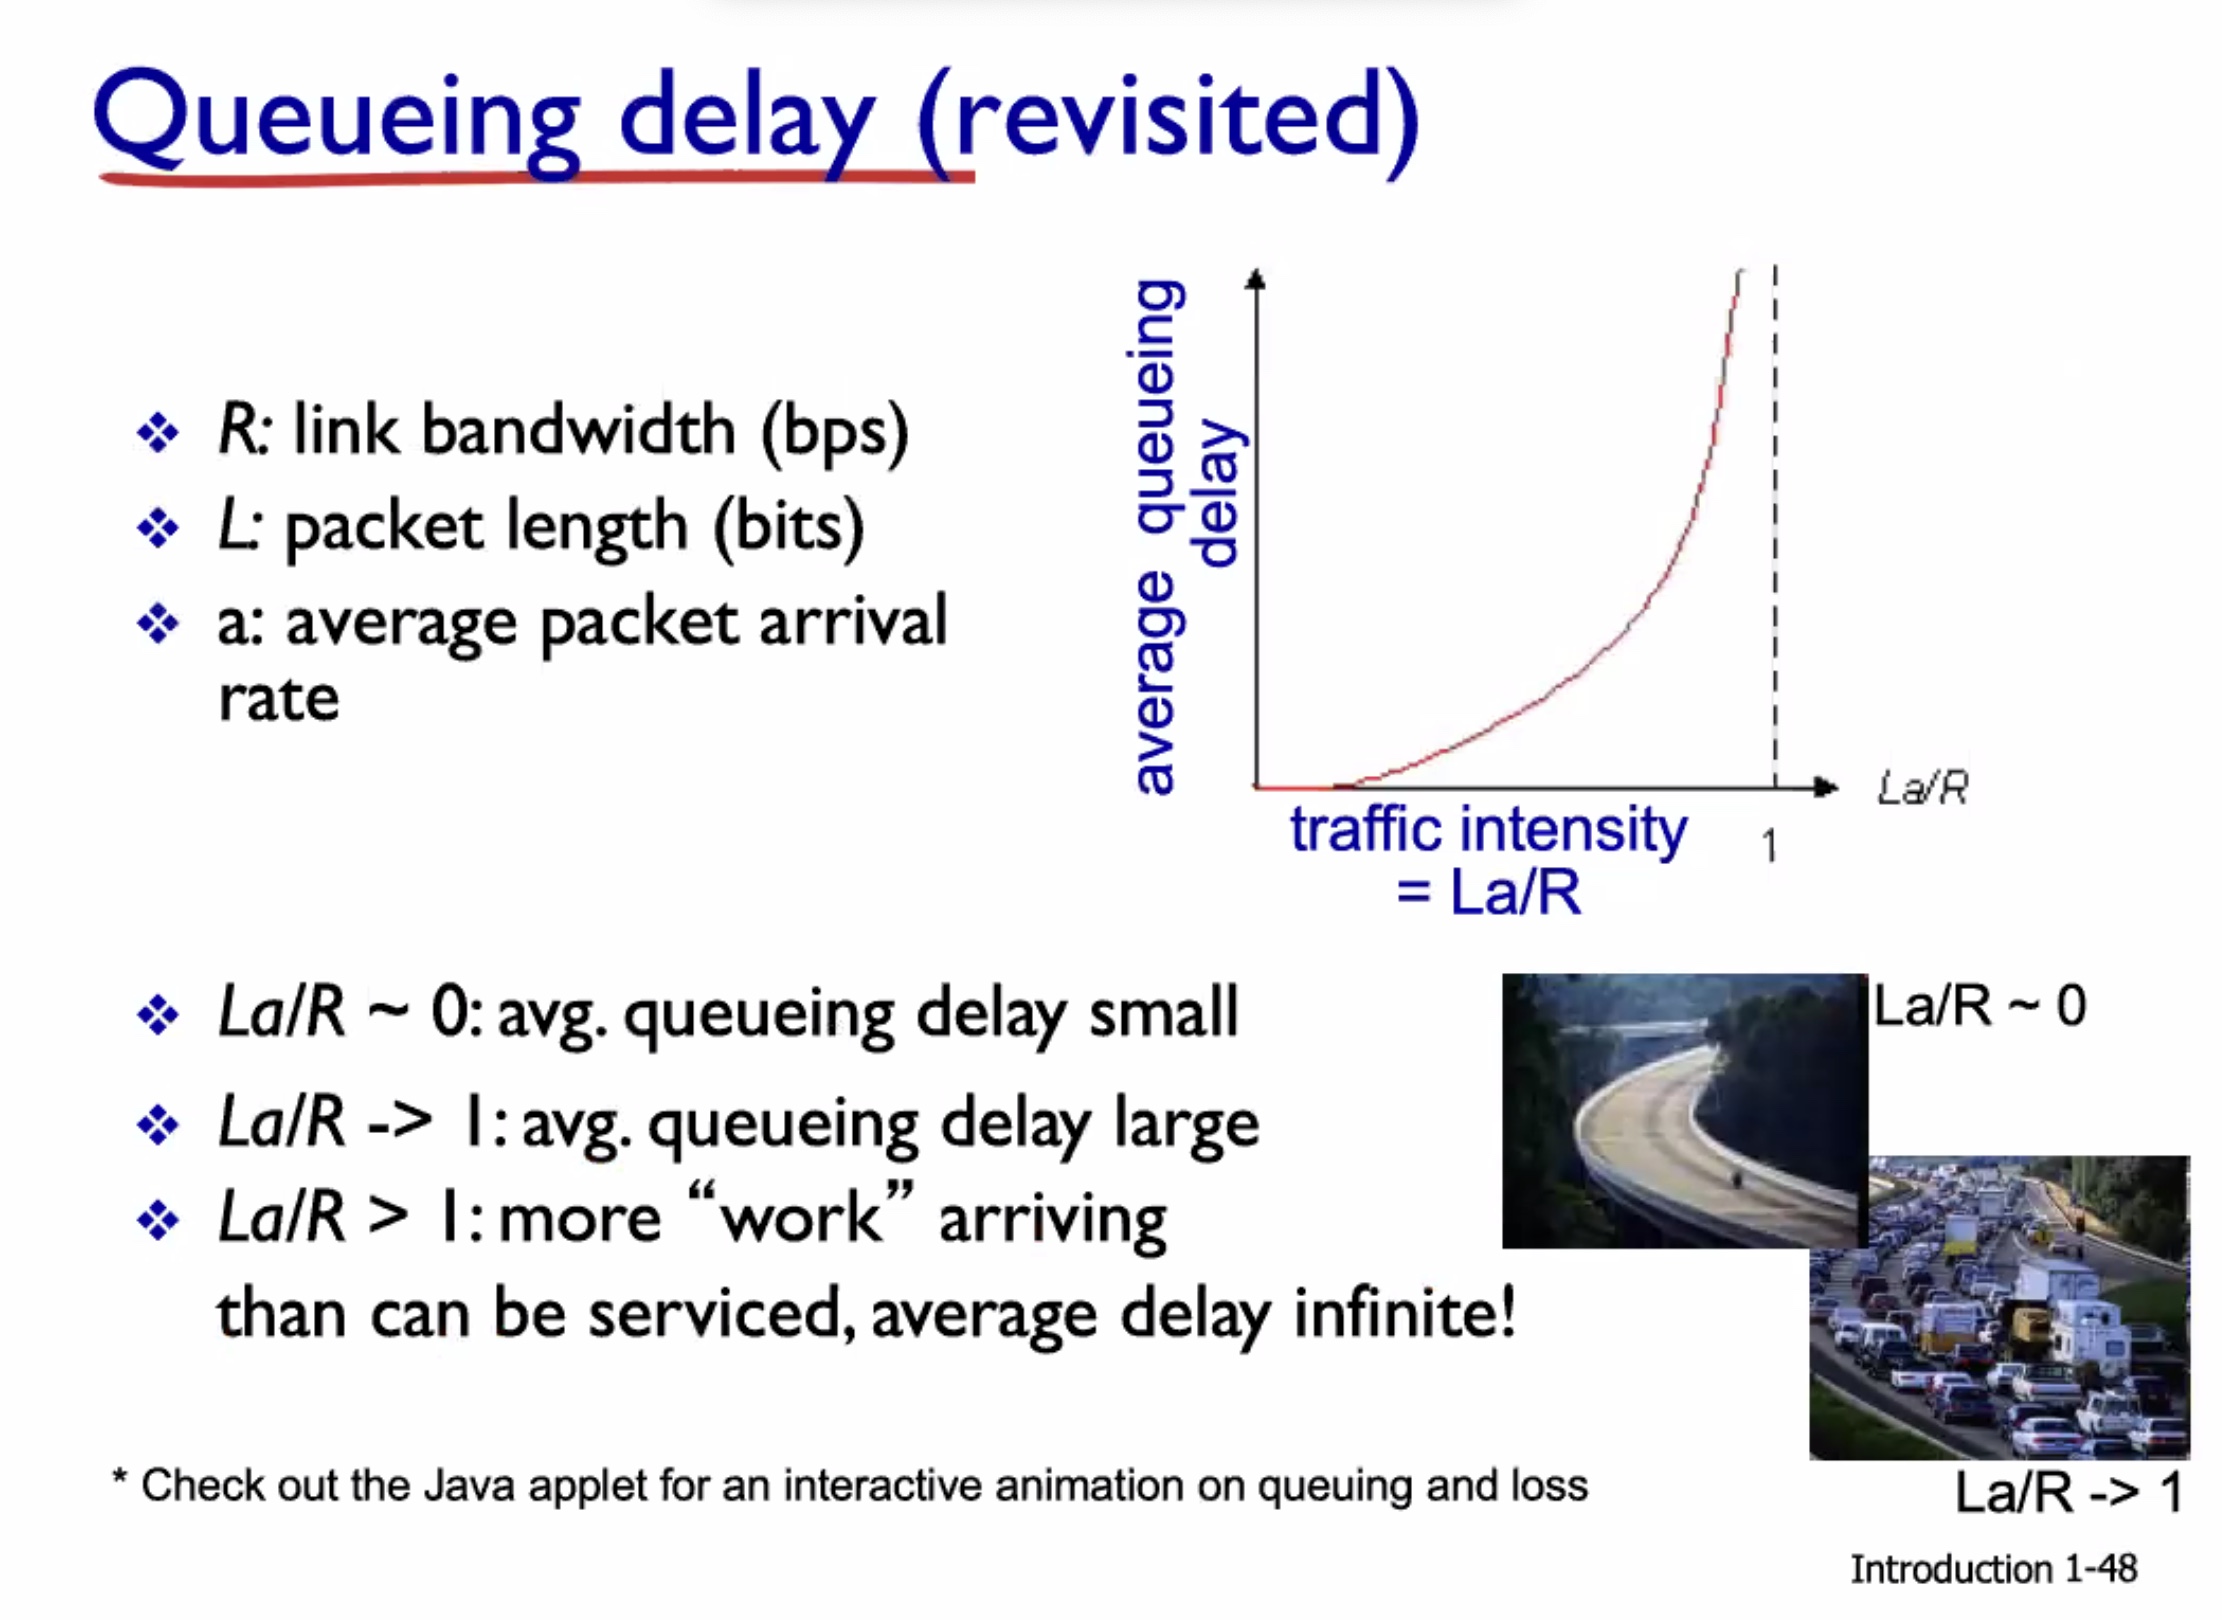 Queueing delay (revisited)
R: link bandwidth (bps)
L: packet length (bits)
a: average packet arrival
rate
average queueing
delay
La/R
traffic intensity
1
= La/R
La/R ~ 0: avg. queueing delay small
La/R ~ 0
La/R -> 1: avg. queueing delay large
La/R > 1: more “work” arriving
than can be serviced, average delay infinite!
* Check out the Java applet for an interactive animation on queuing and loss
La/R -> 1
Introduction 1-48